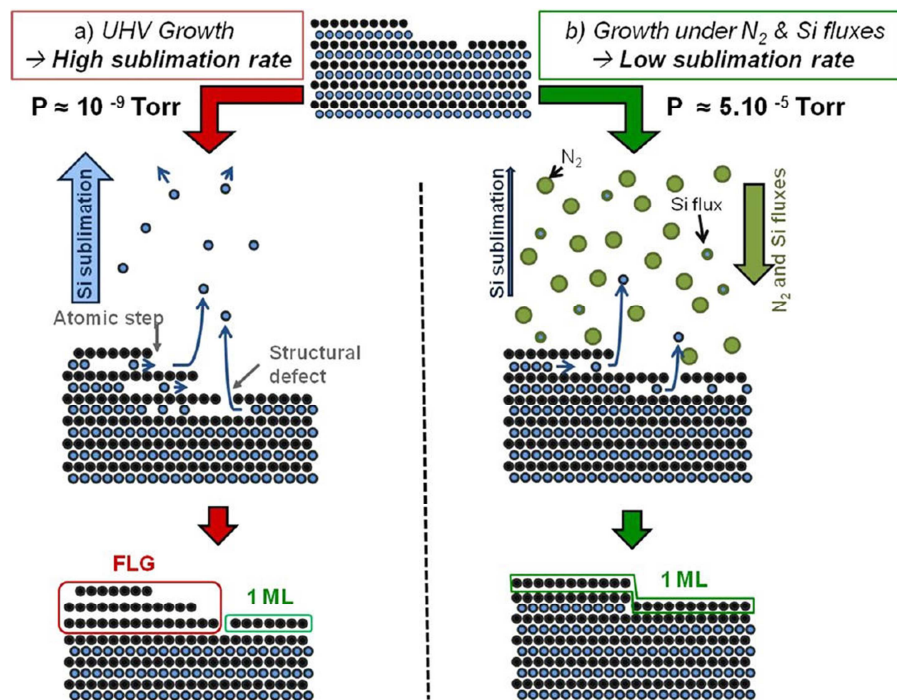 a) UHV Growth
→ High sublimation rate
P ≈ 10 -9 Torr
b) Growth under N2 & Si fluxes
→ Low sublimation rate
P ≈ 5.10 -5 Torr
Si sublimation
Atomic step
Structural
defect
N2
Si flux
Si sublimation
N2 and Si fluxes
FLG
1 ML
1 ML